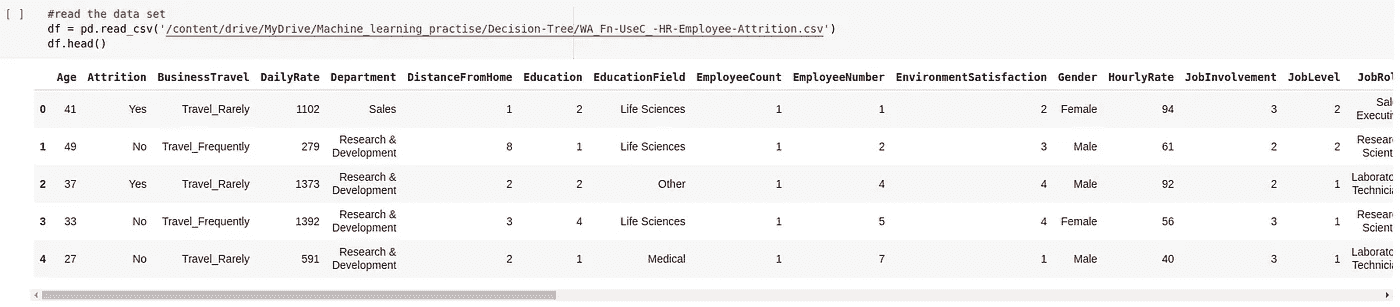 [ ]
#read the data set
df = pd.read_csv('/content/drive/MyDrive/Machine_learning_practise/Decision-Tree/WA_Fn-UseC_-HR-Employee-Attrition.csv')
df.head()
Age Attrition BusinessTravel DailyRate Department DistanceFromHome Education EducationField EmployeeCount EmployeeNumber EnvironmentSatisfaction Gender HourlyRate JobInvolvement JobLevel JobRol
0 41 Yes Travel_Rarely 1102 Sales 1 2 Life Sciences 1 1 2 Female 94 3 2 Sal
Executi
1 49 No Travel_Frequently 279 Research & Development 8 1 Life Sciences 1 2 3 Male 61 2 2 Resear
Scient
2 37 Yes Travel_Rarely 1373 Research & Development 2 2 Other 1 4 4 Male 92 2 1 Laborato
Technicia
3 33 No Travel_Frequently 1392 Research & Development 3 4 Life Sciences 1 5 4 Female 56 3 1 Resear
Scient
4 27 No Travel_Rarely 591 Research & Development 2 1 Medical 1 7 1 Male 40 3 1 Laborato
Technicia